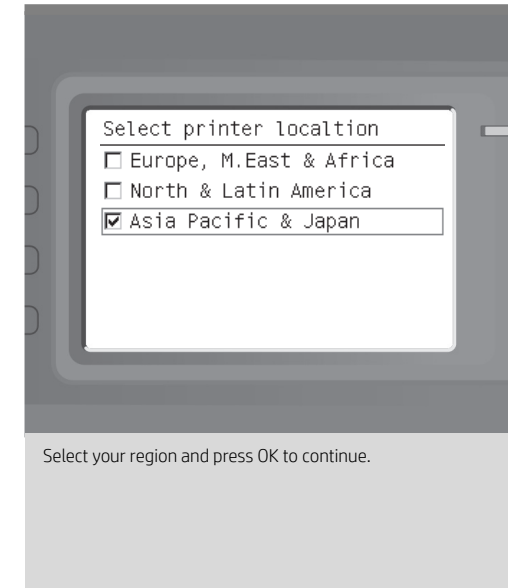 Select printer localtion
Europe, M.East & Africa
North & Latin America
Asia Pacific & Japan
Select your region and press OK to continue.